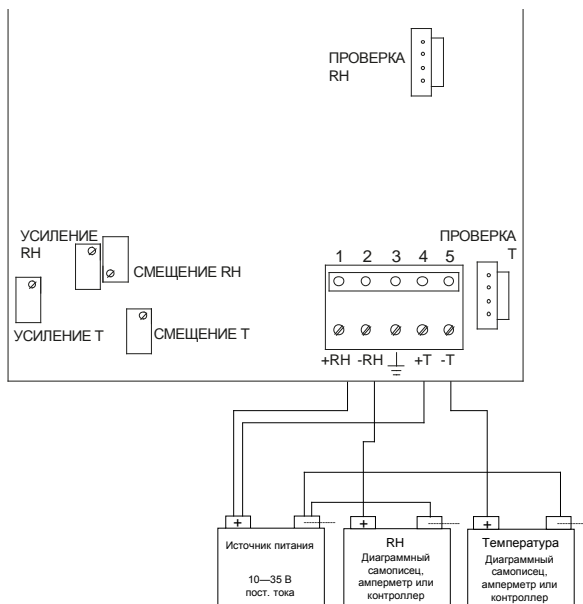 ПРОВЕРКА
RH
УСИЛЕНИЕ
RH
СМЕЩЕНИЕ RH
УСИЛЕНИЕ T
СМЕЩЕНИЕ T
ПРОВЕРКА
T
1 2 3 4 5
+RH -RH +T -T
+ + +
Источник питания
10—35 В
пост. тока
RH
Диаграммный
самописец,
амперметр или
контроллер
Температура
Диаграммный
самописец,
амперметр или
контроллер